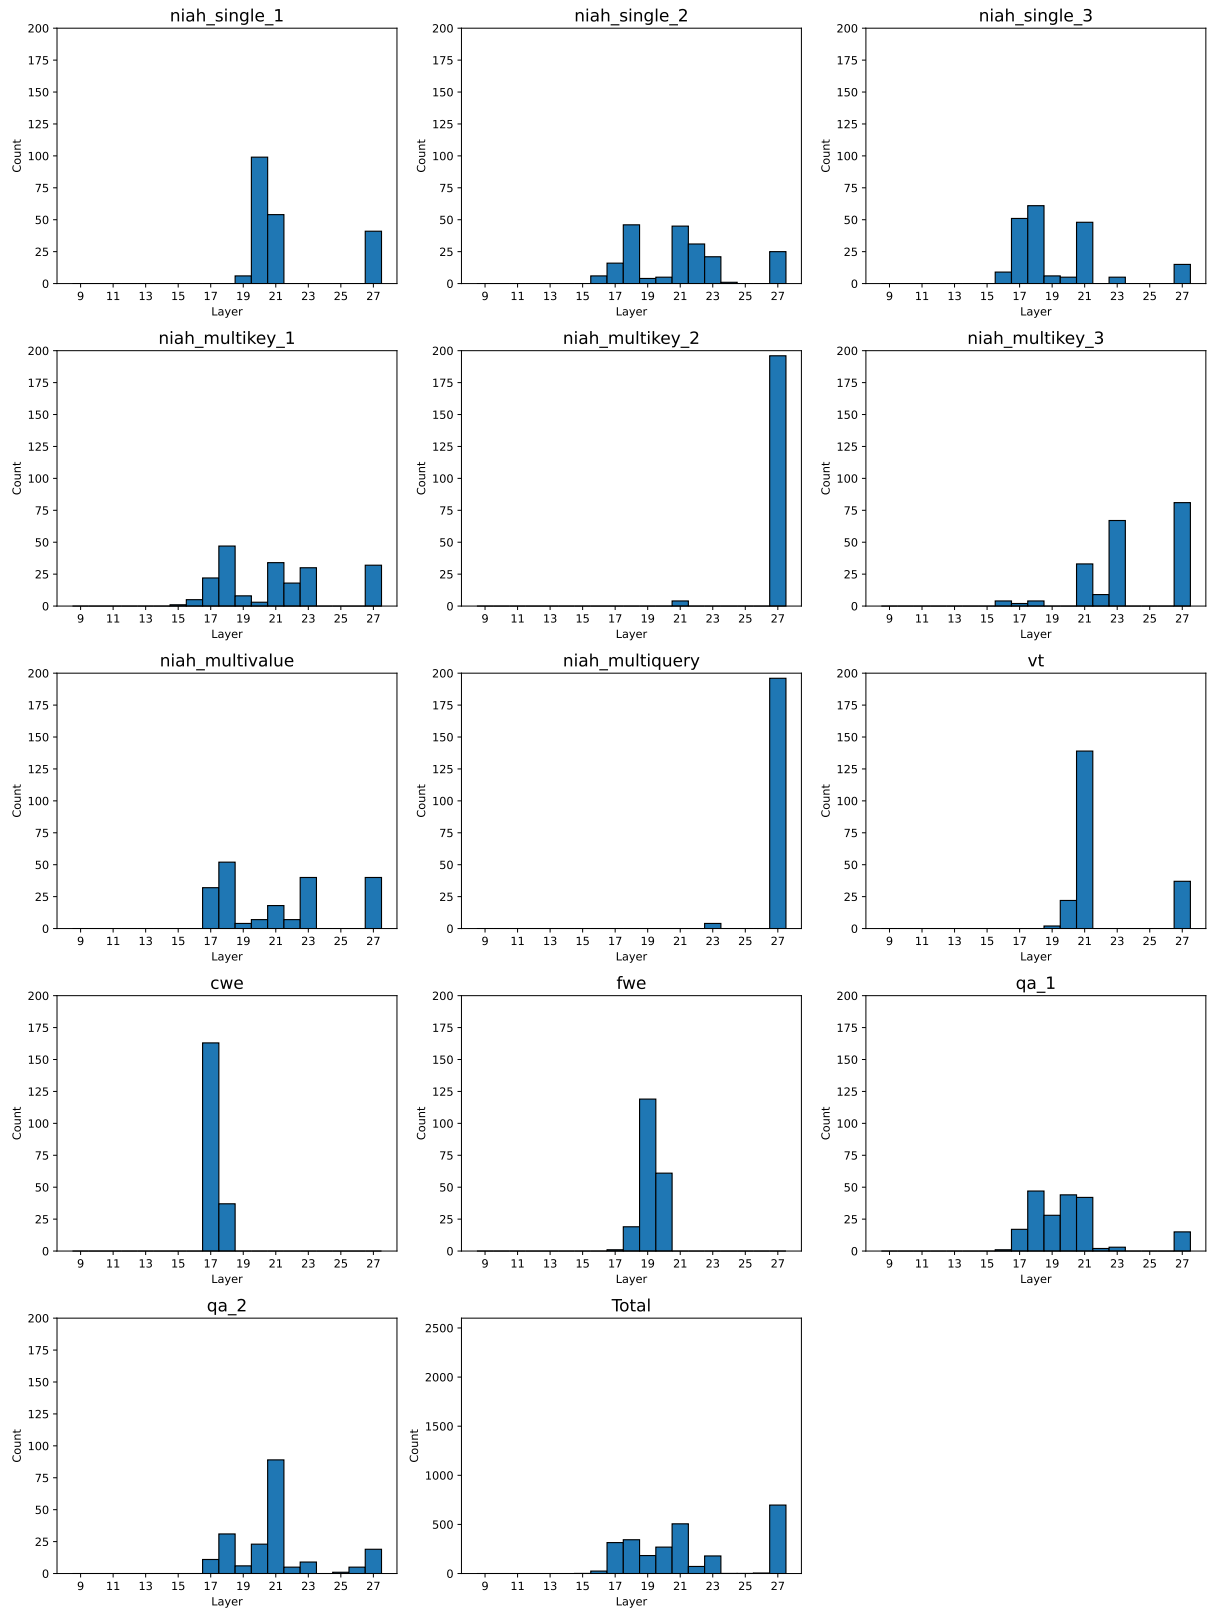 niah_single_1
200
175
150
125
100
75
50
25
0
Count
9 11 13 15 17 19 21 23 25 27
Layer
niah_single_2
200
175
150
125
100
75
50
25
0
Count
9 11 13 15 17 19 21 23 25 27
Layer
niah_single_3
200
175
150
125
100
75
50
25
0
Count
9 11 13 15 17 19 21 23 25 27
Layer
niah_multikey_1
200
175
150
125
100
75
50
25
0
Count
9 11 13 15 17 19 21 23 25 27
Layer
niah_multikey_2
200
175
150
125
100
75
50
25
0
Count
9 11 13 15 17 19 21 23 25 27
Layer
niah_multikey_3
200
175
150
125
100
75
50
25
0
Count
9 11 13 15 17 19 21 23 25 27
Layer
niah_multivalue
200
175
150
125
100
75
50
25
0
Count
9 11 13 15 17 19 21 23 25 27
Layer
niah_multiquery
200
175
150
125
100
75
50
25
0
Count
9 11 13 15 17 19 21 23 25 27
Layer
vt
200
175
150
125
100
75
50
25
0
Count
9 11 13 15 17 19 21 23 25 27
Layer
cwe
200
175
150
125
100
75
50
25
0
Count
9 11 13 15 17 19 21 23 25 27
Layer
fwe
200
175
150
125
100
75
50
25
0
Count
9 11 13 15 17 19 21 23 25 27
Layer
qa_1
200
175
150
125
100
75
50
25
0
Count
9 11 13 15 17 19 21 23 25 27
Layer
qa_2
200
175
150
125
100
75
50
25
0
Count
9 11 13 15 17 19 21 23 25 27
Layer
Total
2500
2000
1500
1000
500
0
Count
9 11 13 15 17 19 21 23 25 27
Layer